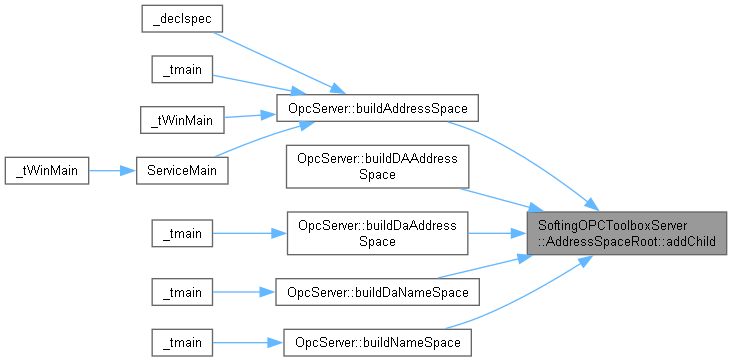 _declspec
_tmain
_tWinMain
OpcServer::buildAddressSpace
_tWinMain
ServiceMain
OpcServer::buildDAAddress
Space
SoftingOPCToolboxServer
::AddressSpaceRoot::addChild
_tmain
OpcServer::buildDaAddress
Space
_tmain
OpcServer::buildDaNameSpace
_tmain
OpcServer::buildNameSpace